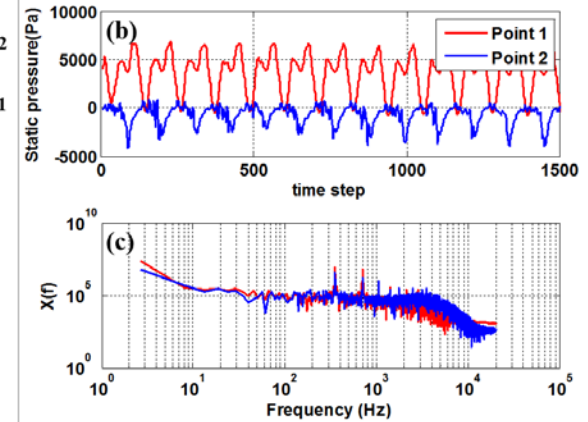 2
1
(b)
Point 1
Point 2
Static pressure(Pa)
10000
5000
0
-5000
0
500
1000
1500
time step
(c)
X(f)
10^10
10^5
10^0
10^0
10^1
10^2
10^3
10^4
10^5
Frequency (Hz)